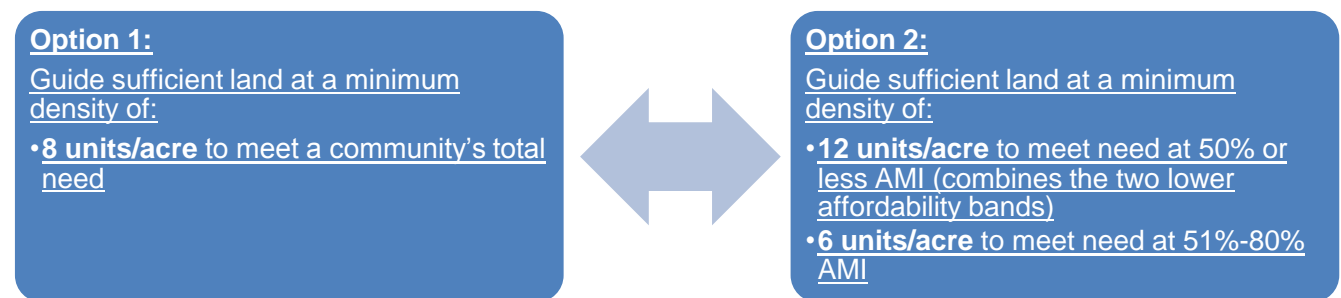 Option 1:
Guide sufficient land at a minimum
density of:
•8 units/acre to meet a community's total
need
Option 2:
Guide sufficient land at a minimum
density of:
•12 units/acre to meet need at 50% or
less AMI (combines the two lower
affordability bands)
•6 units/acre to meet need at 51%-80%
AMI